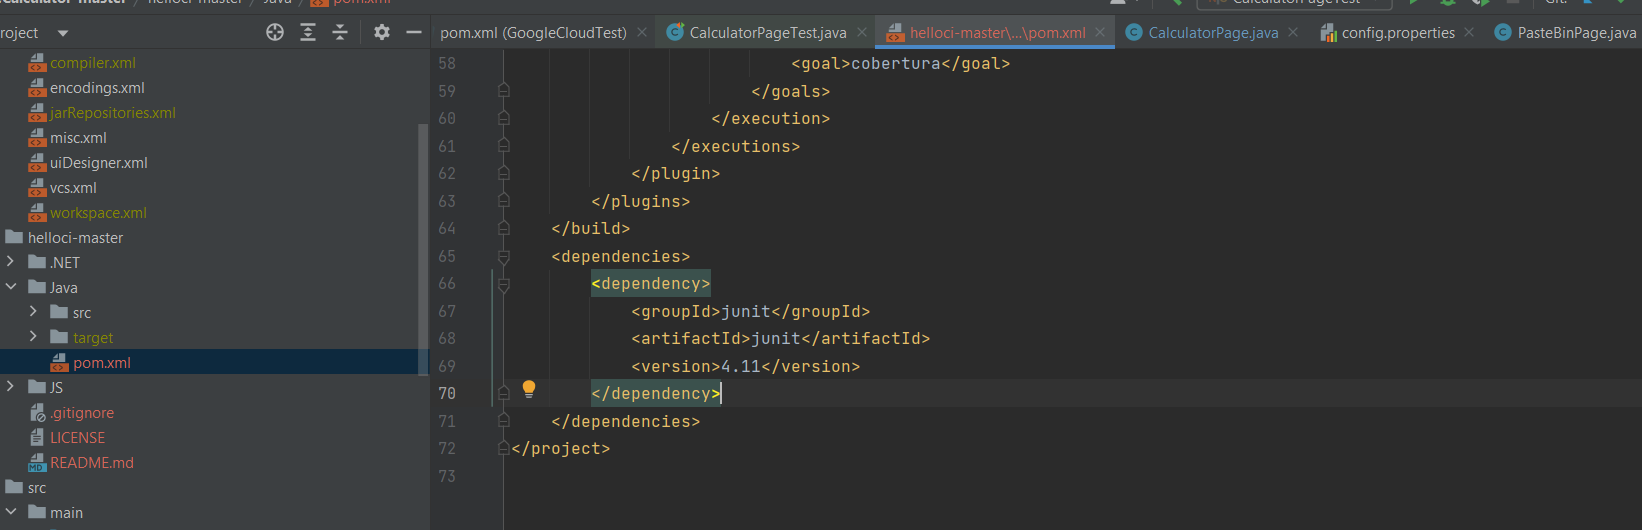 Calculator-master / helloci-master / Java / pom.xml
CalculatorPageTest
Git:
roject
pom.xml (GoogleCloudTest)
CalculatorPageTest.java
helloci-master\...\pom.xml
CalculatorPage.java
config.properties
PasteBinPage.java
compiler.xml
encodings.xml
jarRepositories.xml
misc.xml
uiDesigner.xml
vcs.xml
workspace.xml
helloci-master
.NET
Java
src
target
pom.xml
JS
.gitignore
LICENSE
README.md
src
main
58 <goal>cobertura</goal>
59 </goals>
60 </execution>
61 </executions>
62 </plugin>
63 </plugins>
64 </build>
65 <dependencies>
66 <dependency>
67 <groupId>junit</groupId>
68 <artifactId>junit</artifactId>
69 <version>4.11</version>
70 </dependency>
71 </dependencies>
72 </project>
73